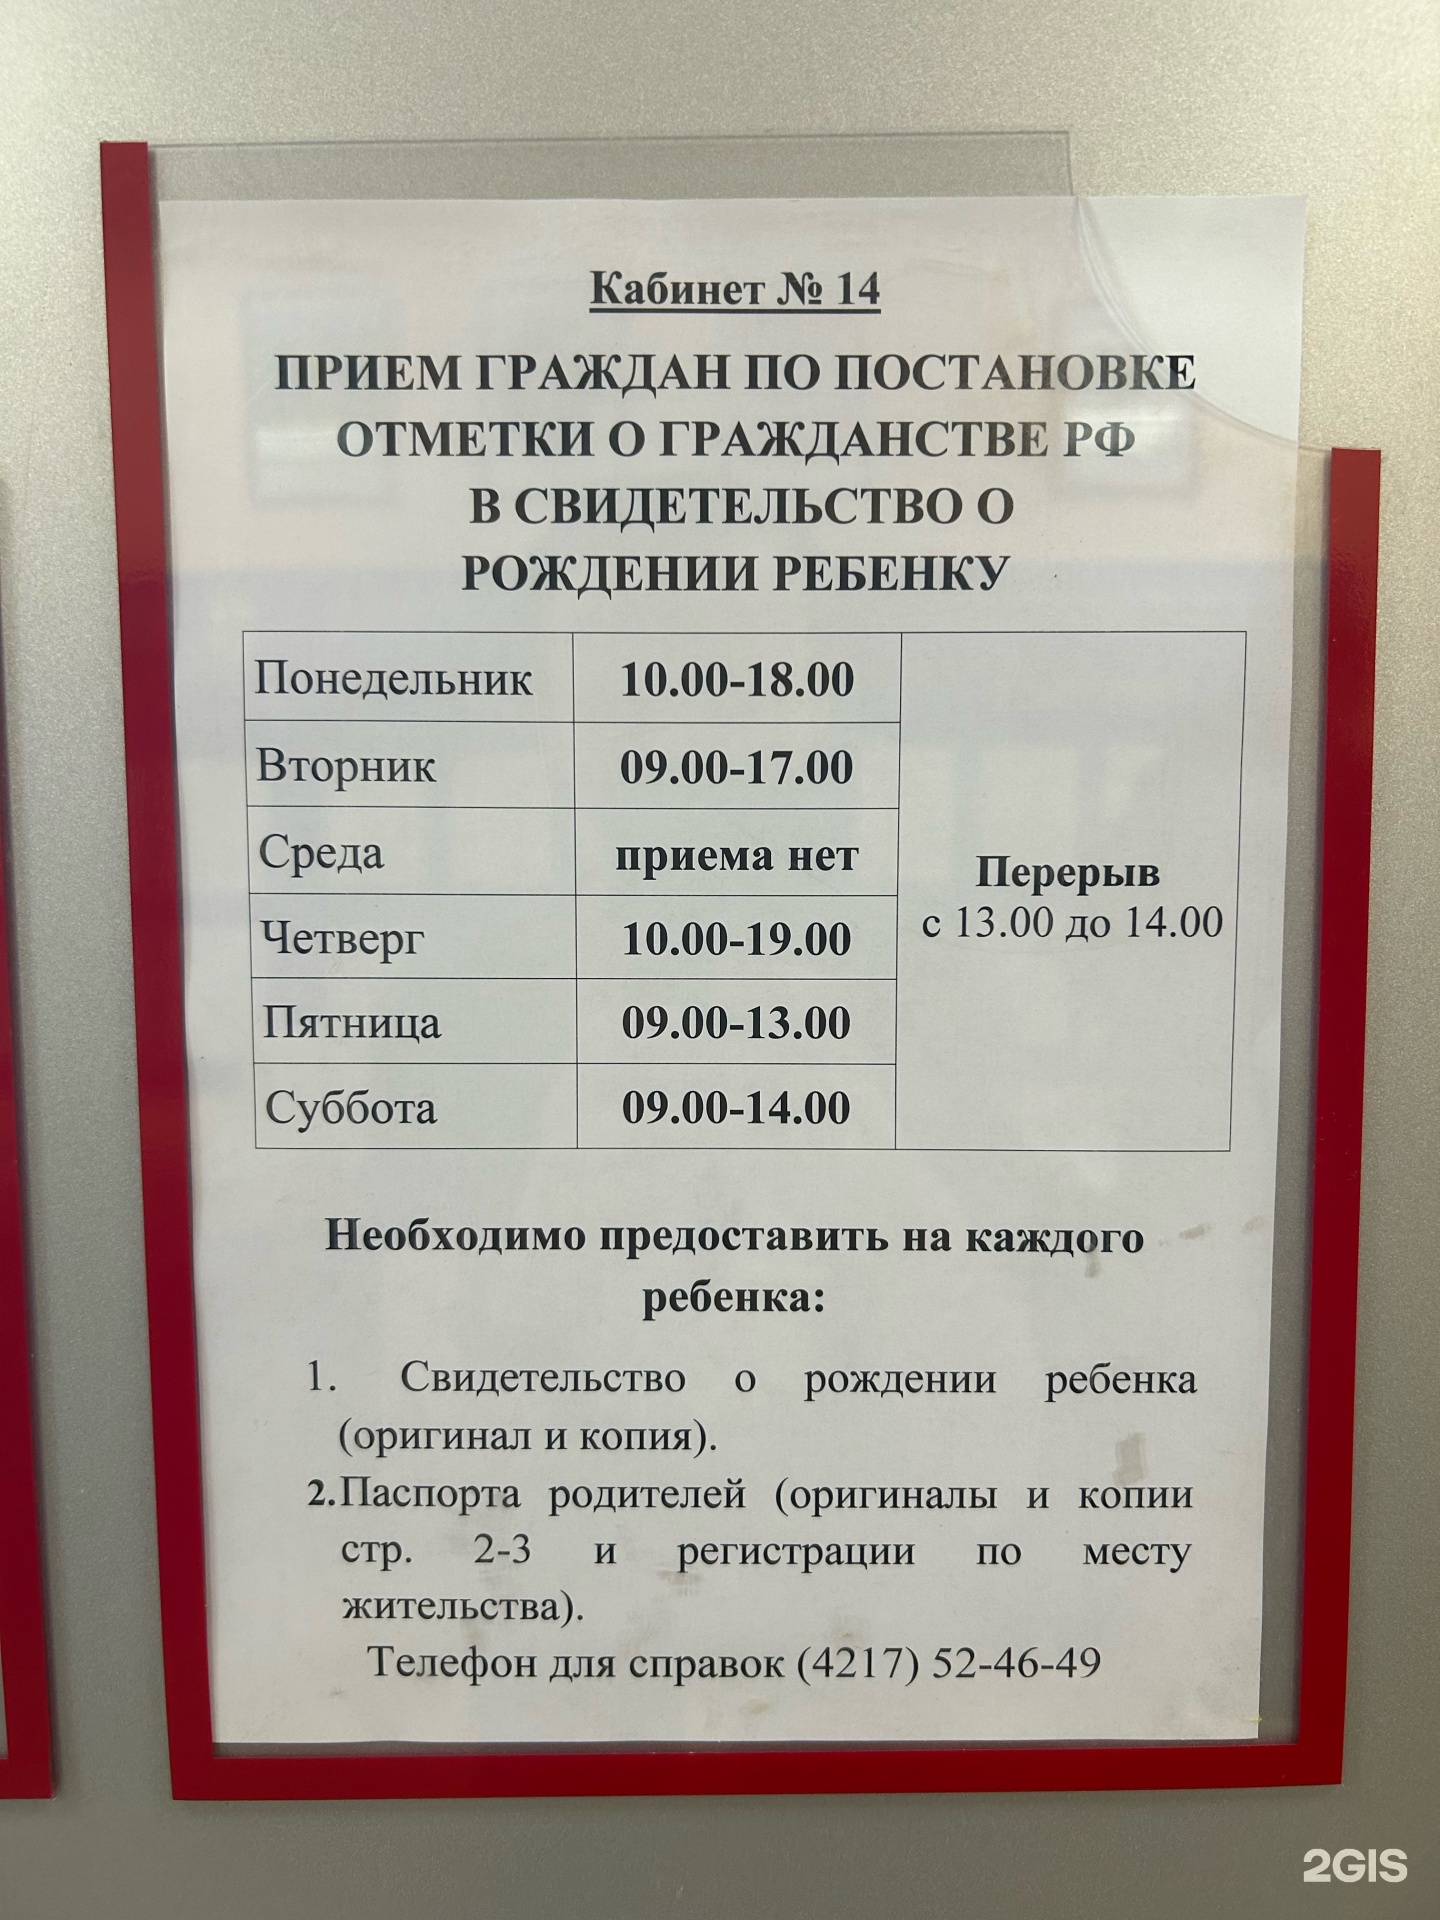 Кабинет № 14
ПРИЕМ ГРАЖДАН ПО ПОСТАНОВКЕ
ОТМЕТКИ О ГРАЖДАНСТВЕ РФ
В СВИДЕТЕЛЬСТВО О
РОЖДЕНИИ РЕБЕНКУ
Понедельник 10.00-18.00
Вторник 09.00-17.00
Среда приема нет
Перерыв
с 13.00 до 14.00
Четверг 10.00-19.00
Пятница 09.00-13.00
Суббота 09.00-14.00
Необходимо предоставить на каждого
ребенка:
1. Свидетельство о рождении ребенка
(оригинал и копия).
2.Паспорта родителей (оригиналы и копии
стр. 2-3 и регистрации по месту
жительства).
Телефон для справок (4217) 52-46-49
2GIS